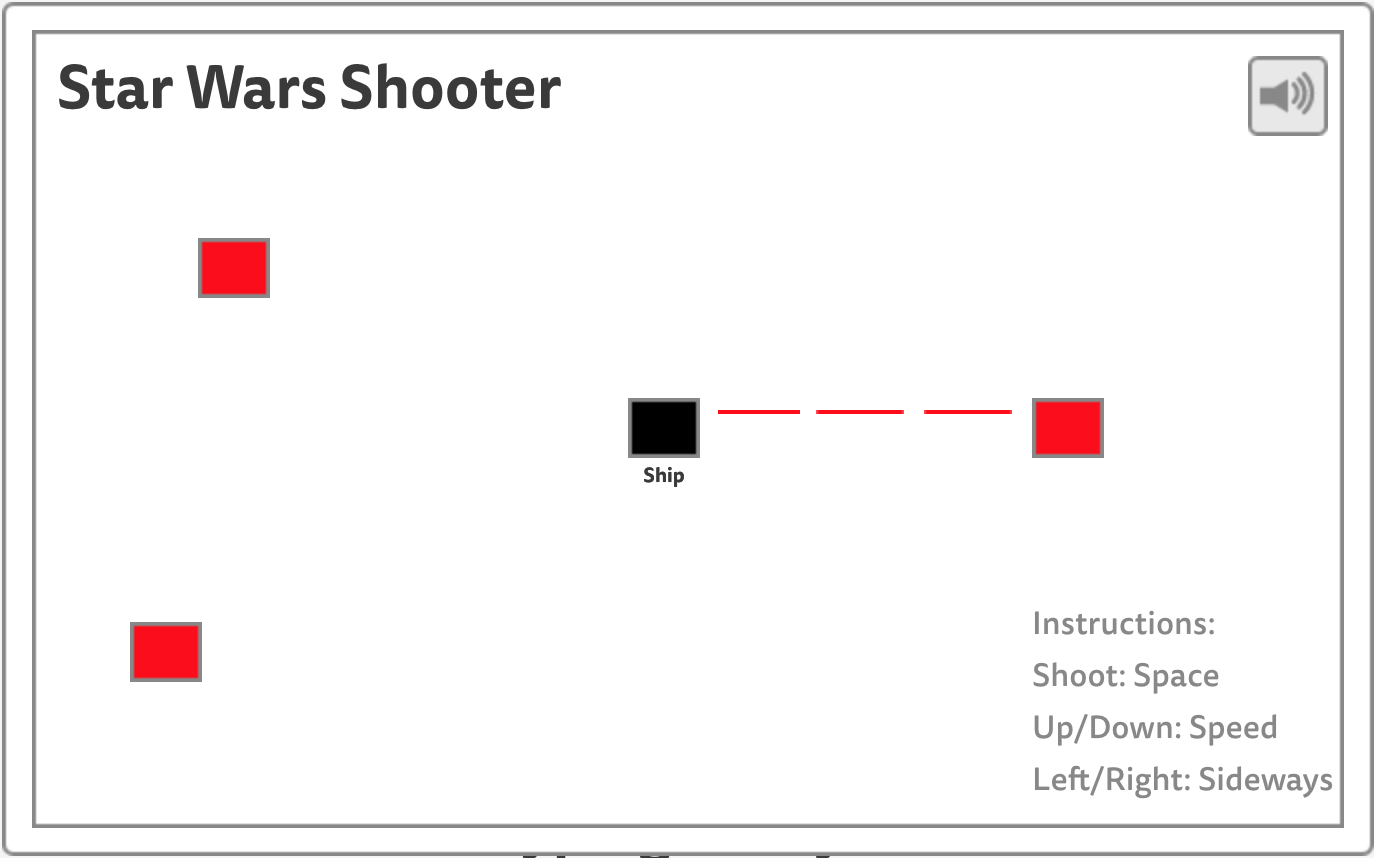 Star Wars Shooter
Ship
Instructions:
Shoot: Space
Up/Down: Speed
Left/Right: Sideways